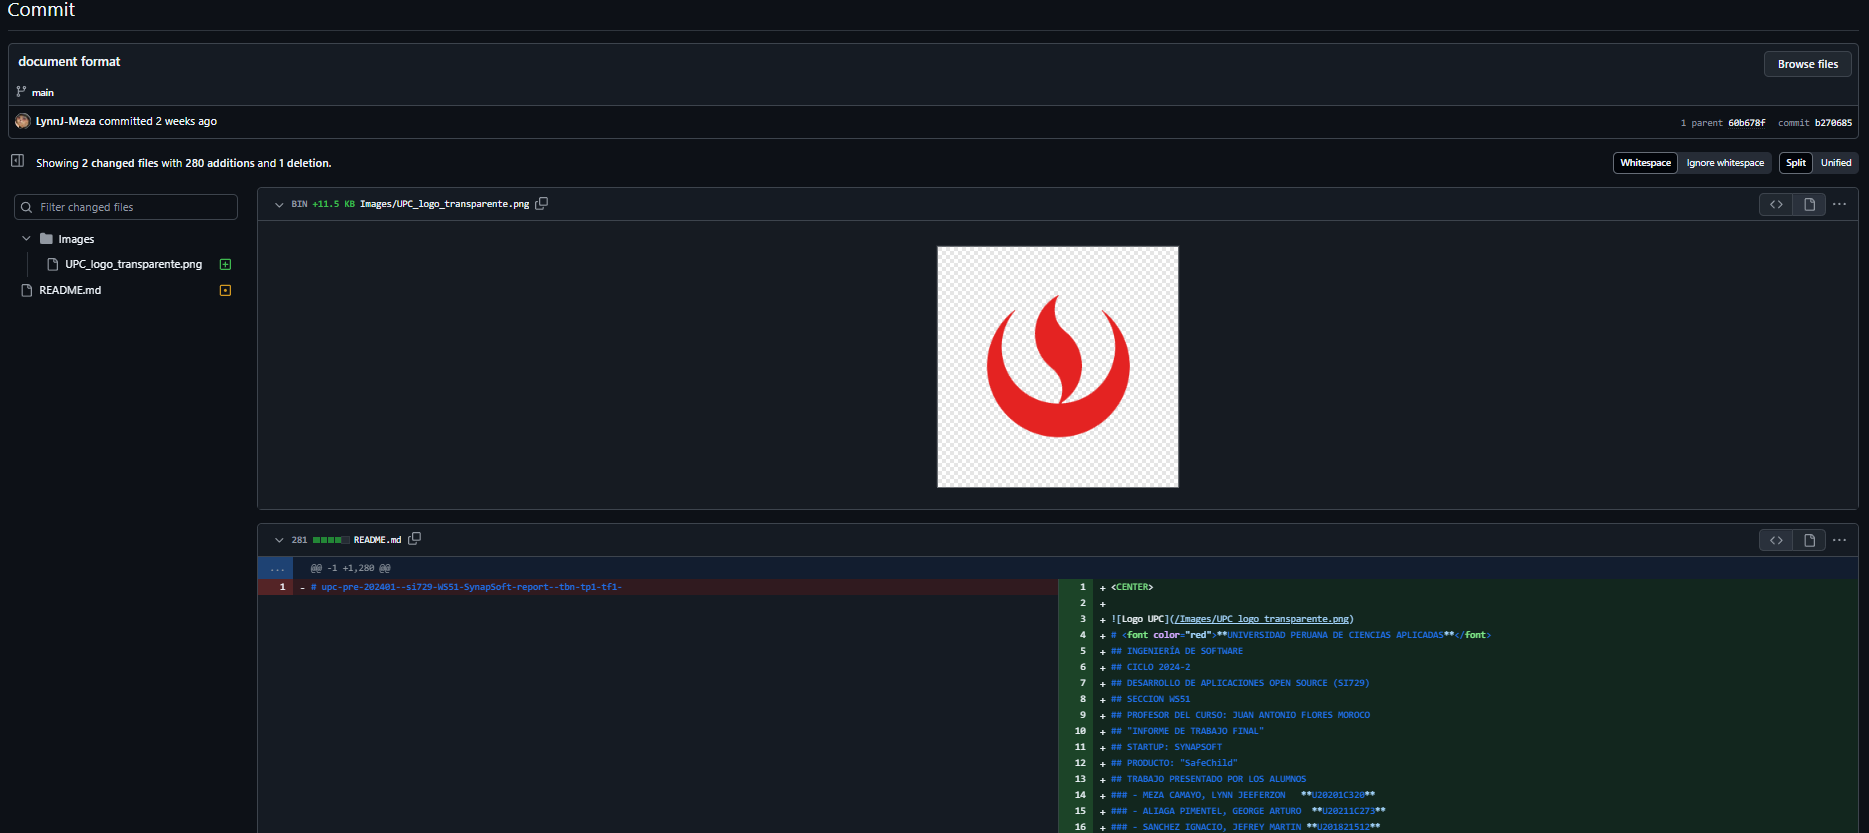 Commit
document format
Browse files
main
LynnJ-Meza committed 2 weeks ago
1 parent 60b678f commit b270685
Showing 2 changed files with 280 additions and 1 deletion.
Whitespace Ignore whitespace Split Unified
Filter changed files
Images
UPC_logo_transparente.png
README.md
BIN +11.5 KB Images/UPC_logo_transparente.png
281 README.md
... @@ -1 +1,280 @@
1 - # upc-pre-202401--si729-WS51-SynapSoft-report--tbn-tp1-tf1-
1 + <CENTER>
2 +
3 + ![Logo UPC](/Images/UPC_logo_transparente.png)
4 + # <font color="red">**UNIVERSIDAD PERUANA DE CIENCIAS APLICADAS**</font>
5 + ## INGENIERÍA DE SOFTWARE
6 + ## CICLO 2024-2
7 + ## DESARROLLO DE APLICACIONES OPEN SOURCE (SI729)
8 + ## SECCION WS51
9 + ## PROFESOR DEL CURSO: JUAN ANTONIO FLORES MOROCO
10 + ## "INFORME DE TRABAJO FINAL"
11 + ## STARTUP: SYNAPSOFT
12 + ## PRODUCTO: "SafeChild"
13 + ## TRABAJO PRESENTADO POR LOS ALUMNOS
14 + ### - MEZA CAMAYO, LYNN JEEFERZON **U20201C320**
15 + ### - ALIAGA PIMENTEL, GEORGE ARTURO **U20211C273**
16 + ### - SANCHEZ IGNACIO, JEFREY MARTIN **U201821512**